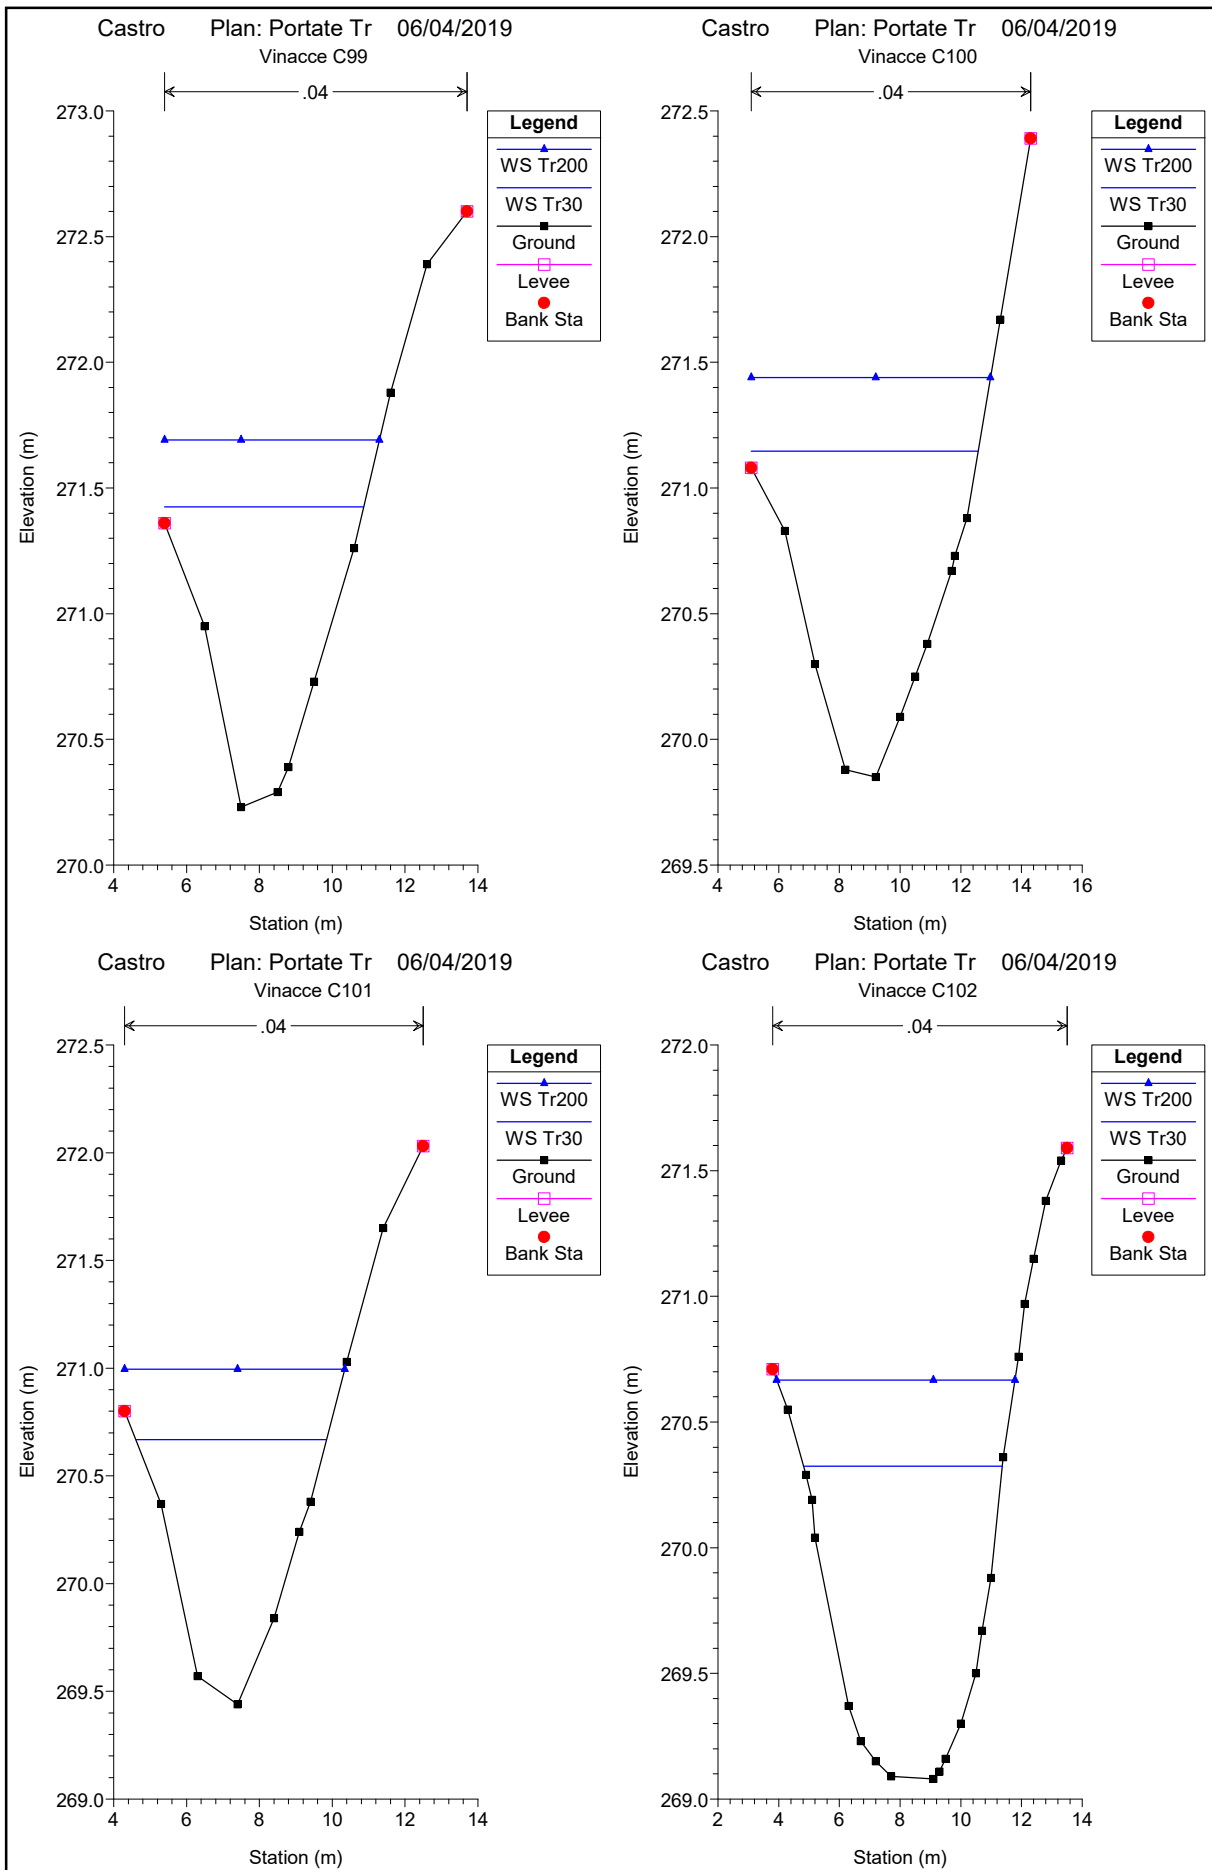 Castro Plan: Portate Tr 06/04/2019
Vinacce C99
.04
273.0
272.5
272.0
271.5
271.0
270.5
270.0
4 6 8 10 12 14
Station (m)
Elevation (m)
Legend
WS Tr200
WS Tr30
Ground
Levee
Bank Sta
Castro Plan: Portate Tr 06/04/2019
Vinacce C100
.04
272.5
272.0
271.5
271.0
270.5
270.0
269.5
4 6 8 10 12 14 16
Station (m)
Elevation (m)
Legend
WS Tr200
WS Tr30
Ground
Levee
Bank Sta
Castro Plan: Portate Tr 06/04/2019
Vinacce C101
.04
272.5
272.0
271.5
271.0
270.5
270.0
269.5
269.0
4 6 8 10 12 14
Station (m)
Elevation (m)
Legend
WS Tr200
WS Tr30
Ground
Levee
Bank Sta
Castro Plan: Portate Tr 06/04/2019
Vinacce C102
.04
272.0
271.5
271.0
270.5
270.0
269.5
269.0
2 4 6 8 10 12 14
Station (m)
Elevation (m)
Legend
WS Tr200
WS Tr30
Ground
Levee
Bank Sta